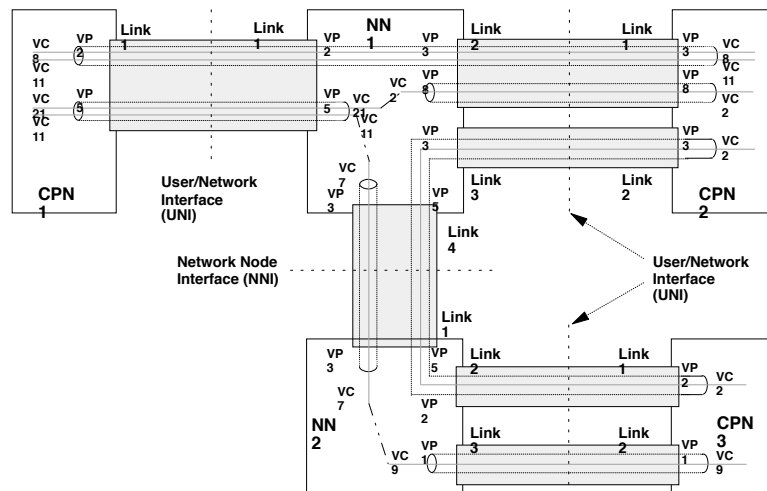 VC
8
VC
11
VC
21
VC
11
VP
2
VP
5
Link
1
Link
1
NN
1
VP
2
VP
5
VC
21
VC
11
VC
2
VP
3
VP
8
Link
2
Link
1
VP
3
VC
8
VC
11
VP
8
VC
2
VP
3
VP
3
VC
2
CPN
1
User/Network
Interface
(UNI)
VC
7
VP
3
VP
5
Link
3
Link
2
CPN
2
Link
4
Network Node
Interface (NNI)
User/Network
Interface
(UNI)
Link
1
VP
3
VP
5
Link
2
Link
1
VP
2
VC
2
VC
7
NN
2
VP
2
Link
3
Link
2
CPN
3
VC
9
VP
1
VP
1
VC
9